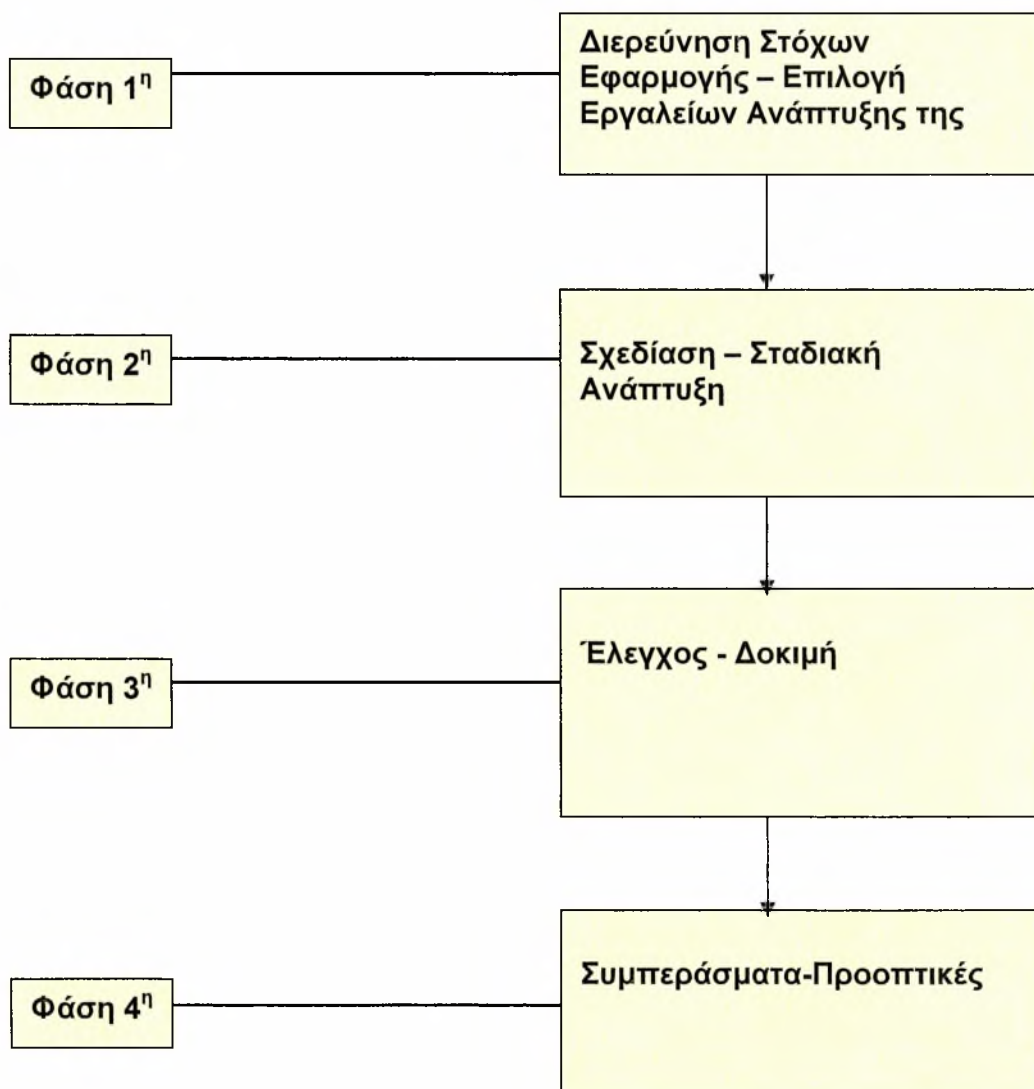 Φάση 1η
Διερεύνηση Στόχων
Εφαρμογής – Επιλογή
Εργαλείων Ανάπτυξης της
Φάση 2η
Σχεδίαση – Σταδιακή
Ανάπτυξη
Φάση 3η
Έλεγχος - Δοκιμή
Φάση 4η
Συμπεράσματα-Προοπτικές